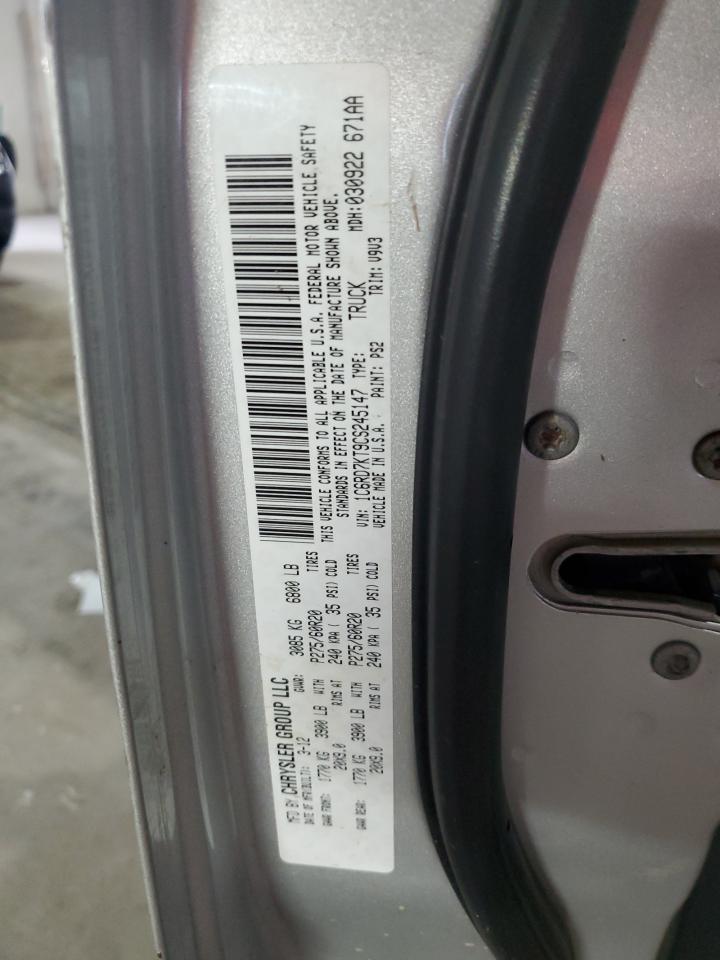 MFD BY CHRYSLER GROUP LLC
DATE OF MFR(BUILT): 3-12 GVWR: 3085 KG 6800 LB
GAWR FRONT: 1770 KG 3900 LB WITH P275/60R20 TIRES
20X9.0 RIMS AT 240 KPA ( 35 PSI) COLD
GAWR REAR: 1770 KG 3900 LB WITH P275/60R20 TIRES
20X9.0 RIMS AT 240 KPA ( 35 PSI) COLD
THIS VEHICLE CONFORMS TO ALL APPLICABLE U.S.A. FEDERAL MOTOR VEHICLE SAFETY
STANDARDS IN EFFECT ON THE DATE OF MANUFACTURE SHOWN ABOVE.
VIN: 1C6RD7KT9CS245147 TYPE: TRUCK MDH:030922 671AA
VEHICLE MADE IN U.S.A. PAINT: PS2 TRIM: V9V3